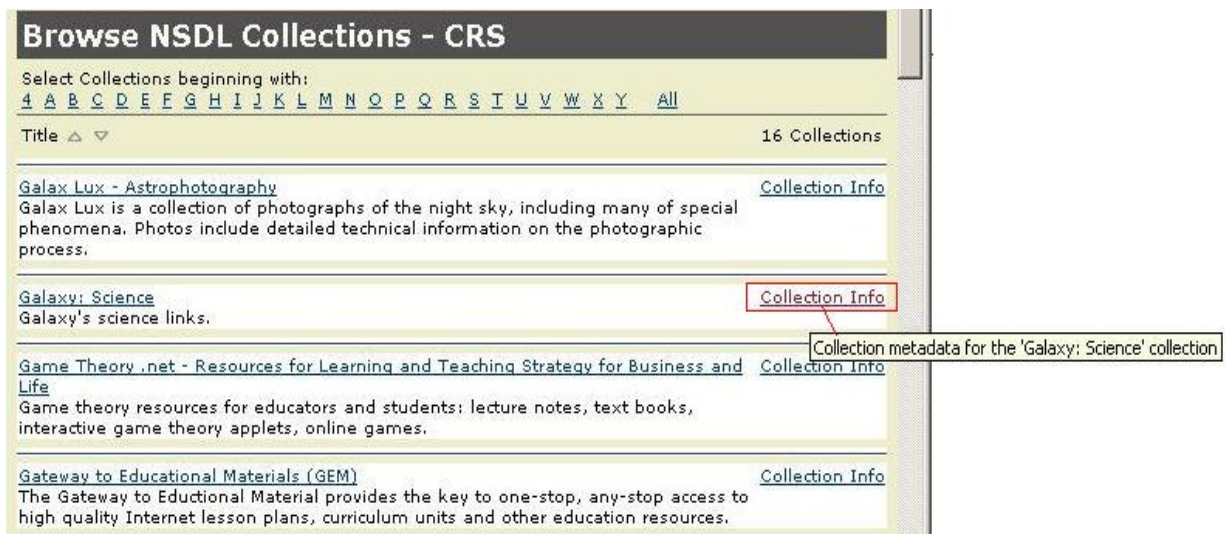 Browse NSDL Collections - CRS
Select Collections beginning with:
4 A B C D E F G H I J K L M N O P Q R S T U V W X Y All
Title 16 Collections
Galax Lux - Astrophotography Collection Info
Galax Lux is a collection of photographs of the night sky, including many of special
phenomena. Photos include detailed technical information on the photographic
process.
Galaxy: Science Collection Info
Galaxy's science links.
Collection metadata for the 'Galaxy: Science' collection
Game Theory .net - Resources for Learning and Teaching Strategy for Business and Collection Info
Life
Game theory resources for educators and students: lecture notes, text books,
interactive game theory applets, online games.
Gateway to Educational Materials (GEM) Collection Info
The Gateway to Eductional Material provides the key to one-stop, any-stop access to
high quality Internet lesson plans, curriculum units and other education resources.